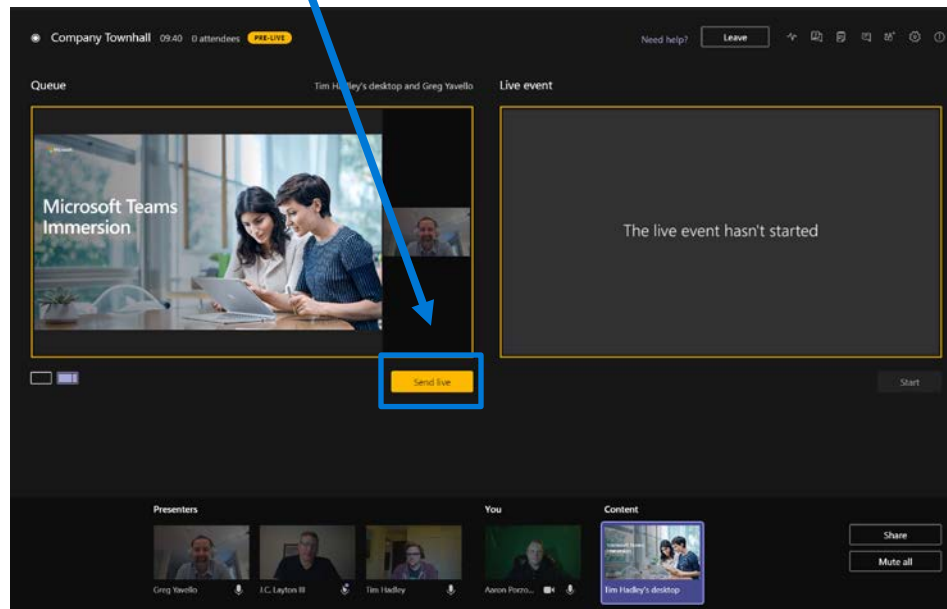 Company Townhall 09:40 0 attendees PRE-LIVE
Need help? Leave
Queue
Tim Hadley's desktop and Greg Yavello
Live event
Microsoft Teams
Immersion
The live event hasn't started
Send live
Start
Presenters
You
Content
Greg Yavello
J.C. Layton III
Tim Hadley
Aaron Porzo...
Tim Hadley's desktop
Share
Mute all